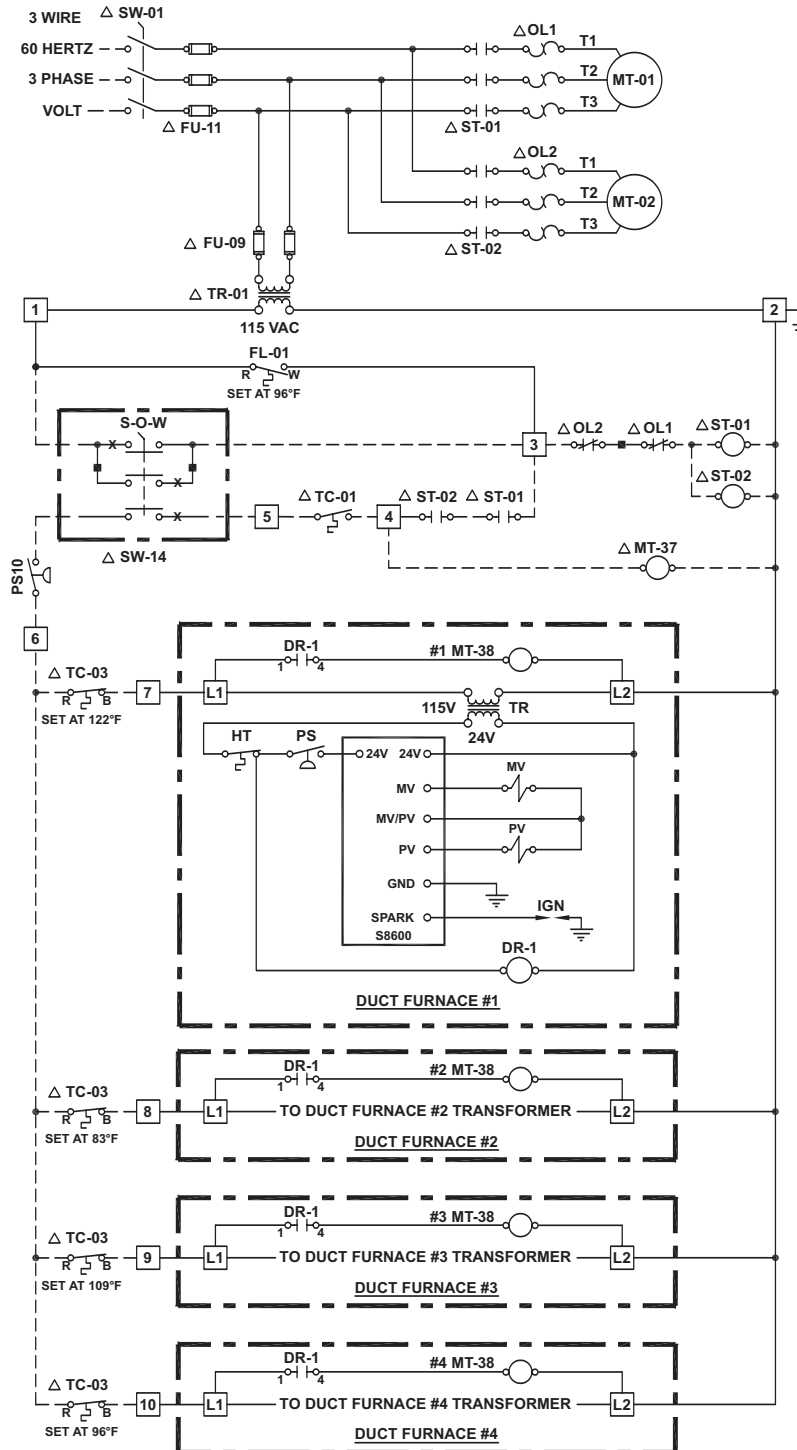 3 WIRE △ SW-01
60 HERTZ
3 PHASE
VOLT
△ FU-11
△ OL1
T1
T2
T3
MT-01
△ ST-01
△ OL2
T1
T2
T3
MT-02
△ ST-02
△ FU-09
△ TR-01
1
2
115 VAC
FL-01
R W
SET AT 96°F
S-O-W
X
X
X
3
△ OL2 △ OL1 △ ST-01
△ ST-02
5
△ TC-01
4
△ ST-02 △ ST-01
△ SW-14
△ MT-37
PS10
6
DR-1 #1 MT-38
1 4
△ TC-03
R B
SET AT 122°F
7
L1
L2
115V TR
24V
HT PS
24V 24V
MV
MV
MV/PV
PV
PV
GND
SPARK
IGN
S8600
DR-1
DUCT FURNACE #1
DR-1 #2 MT-38
1 4
△ TC-03
R B
SET AT 83°F
8
L1 TO DUCT FURNACE #2 TRANSFORMER L2
DUCT FURNACE #2
DR-1 #3 MT-38
1 4
△ TC-03
R B
SET AT 109°F
9
L1 TO DUCT FURNACE #3 TRANSFORMER L2
DUCT FURNACE #3
DR-1 #4 MT-38
1 4
△ TC-03
R B
SET AT 96°F
10
L1 TO DUCT FURNACE #4 TRANSFORMER L2
DUCT FURNACE #4